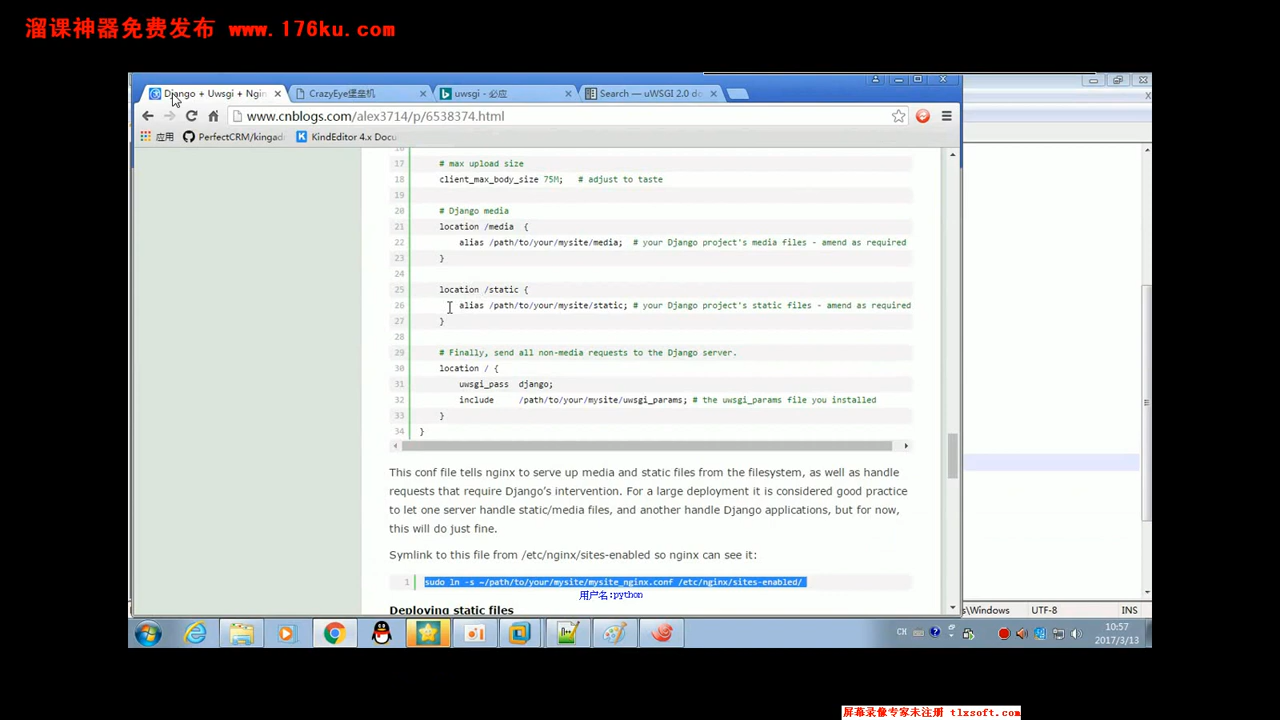 溜课神器免费发布 www.176ku.com
Django + Uwsgi + Ngin
CrazyEye堡垒机
uwsgi - 必应
Search — uWSGI 2.0 do
www.cnblogs.com/alex3714/p/6538374.html
应用 PerfectCRM/kingad KindEditor 4.x Docu
17 # max upload size
18 client_max_body_size 75M; # adjust to taste
19
20 # Django media
21 location /media {
22 alias /path/to/your/mysite/media; # your Django project's media files - amend as required
23 }
24
25 location /static {
26 alias /path/to/your/mysite/static; # your Django project's static files - amend as required
27 }
28
29 # Finally, send all non-media requests to the Django server.
30 location / {
31 uwsgi_pass django;
32 include /path/to/your/mysite/uwsgi_params; # the uwsgi_params file you installed
33 }
34 }
This conf file tells nginx to serve up media and static files from the filesystem, as well as handle
requests that require Django's intervention. For a large deployment it is considered good practice
to let one server handle static/media files, and another handle Django applications, but for now,
this will do just fine.
Symlink to this file from /etc/nginx/sites-enabled so nginx can see it:
1 sudo ln -s ~/path/to/your/mysite/mysite_nginx.conf /etc/nginx/sites-enabled/
用户名:python
Deploying static files
s\Windows UTF-8 INS
CH
10:57
2017/3/13
屏幕录像专家未注册 tlxsoft.com